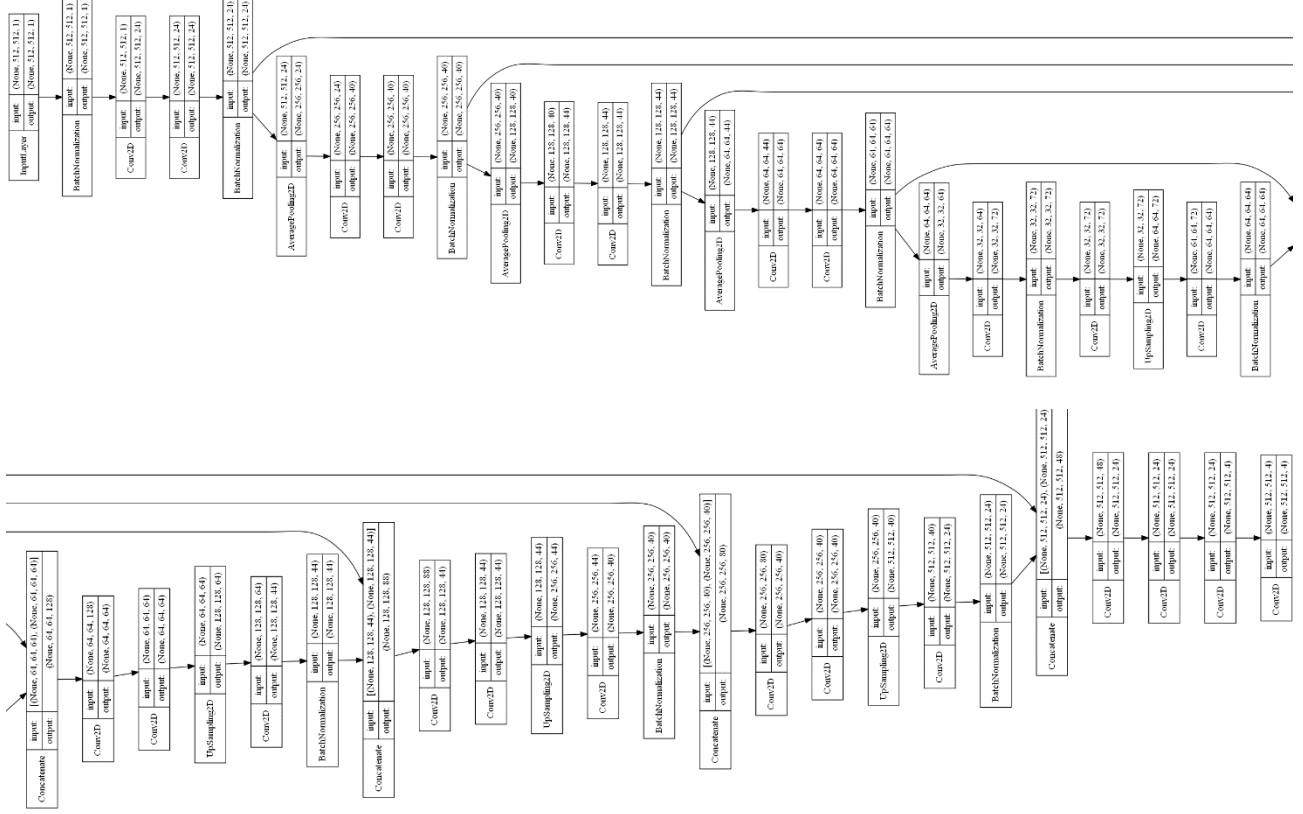 InputLayer
input: (None, 512, 512, 1)
output: (None, 512, 512, 1)
BatchNormalization
input: (None, 512, 512, 1)
output: (None, 512, 512, 1)
Conv2D
input: (None, 512, 512, 1)
output: (None, 512, 512, 24)
Conv2D
input: (None, 512, 512, 24)
output: (None, 512, 512, 24)
BatchNormalization
input: (None, 512, 512, 24)
output: (None, 512, 512, 24)
AveragePooling2D
input: (None, 512, 512, 24)
output: (None, 256, 256, 24)
Conv2D
input: (None, 256, 256, 24)
output: (None, 256, 256, 40)
Conv2D
input: (None, 256, 256, 40)
output: (None, 256, 256, 40)
BatchNormalization
input: (None, 256, 256, 40)
output: (None, 256, 256, 40)
AveragePooling2D
input: (None, 256, 256, 40)
output: (None, 128, 128, 40)
Conv2D
input: (None, 128, 128, 40)
output: (None, 128, 128, 44)
Conv2D
input: (None, 128, 128, 44)
output: (None, 128, 128, 44)
BatchNormalization
input: (None, 128, 128, 44)
output: (None, 128, 128, 44)
AveragePooling2D
input: (None, 128, 128, 44)
output: (None, 64, 64, 44)
Conv2D
input: (None, 64, 64, 44)
output: (None, 64, 64, 64)
Conv2D
input: (None, 64, 64, 64)
output: (None, 64, 64, 64)
BatchNormalization
input: (None, 64, 64, 64)
output: (None, 64, 64, 64)
AveragePooling2D
input: (None, 64, 64, 64)
output: (None, 32, 32, 64)
Conv2D
input: (None, 32, 32, 64)
output: (None, 32, 32, 72)
BatchNormalization
input: (None, 32, 32, 72)
output: (None, 32, 32, 72)
Conv2D
input: (None, 32, 32, 72)
output: (None, 32, 32, 72)
UpSampling2D
input: (None, 32, 32, 72)
output: (None, 64, 64, 72)
Conv2D
input: (None, 64, 64, 72)
output: (None, 64, 64, 64)
BatchNormalization
input: (None, 64, 64, 64)
output: (None, 64, 64, 64)
Concatenate
input: [(None, 64, 64, 64), (None, 64, 64, 64)]
output: (None, 64, 64, 128)
Conv2D
input: (None, 64, 64, 128)
output: (None, 64, 64, 64)
Conv2D
input: (None, 64, 64, 64)
output: (None, 64, 64, 64)
UpSampling2D
input: (None, 64, 64, 64)
output: (None, 128, 128, 64)
Conv2D
input: (None, 128, 128, 64)
output: (None, 128, 128, 44)
BatchNormalization
input: (None, 128, 128, 44)
output: (None, 128, 128, 44)
Concatenate
input: [(None, 128, 128, 44), (None, 128, 128, 44)]
output: (None, 128, 128, 88)
Conv2D
input: (None, 128, 128, 88)
output: (None, 128, 128, 44)
Conv2D
input: (None, 128, 128, 44)
output: (None, 128, 128, 44)
UpSampling2D
input: (None, 128, 128, 44)
output: (None, 256, 256, 44)
Conv2D
input: (None, 256, 256, 44)
output: (None, 256, 256, 40)
BatchNormalization
input: (None, 256, 256, 40)
output: (None, 256, 256, 40)
Concatenate
input: [(None, 256, 256, 40), (None, 256, 256, 40)]
output: (None, 256, 256, 80)
Conv2D
input: (None, 256, 256, 80)
output: (None, 256, 256, 40)
Conv2D
input: (None, 256, 256, 40)
output: (None, 256, 256, 40)
UpSampling2D
input: (None, 256, 256, 40)
output: (None, 512, 512, 40)
Conv2D
input: (None, 512, 512, 40)
output: (None, 512, 512, 24)
BatchNormalization
input: (None, 512, 512, 24)
output: (None, 512, 512, 24)
Concatenate
input: [(None, 512, 512, 24), (None, 512, 512, 24)]
output: (None, 512, 512, 48)
Conv2D
input: (None, 512, 512, 48)
output: (None, 512, 512, 24)
Conv2D
input: (None, 512, 512, 24)
output: (None, 512, 512, 24)
Conv2D
input: (None, 512, 512, 24)
output: (None, 512, 512, 4)
Conv2D
input: (None, 512, 512, 4)
output: (None, 512, 512, 4)